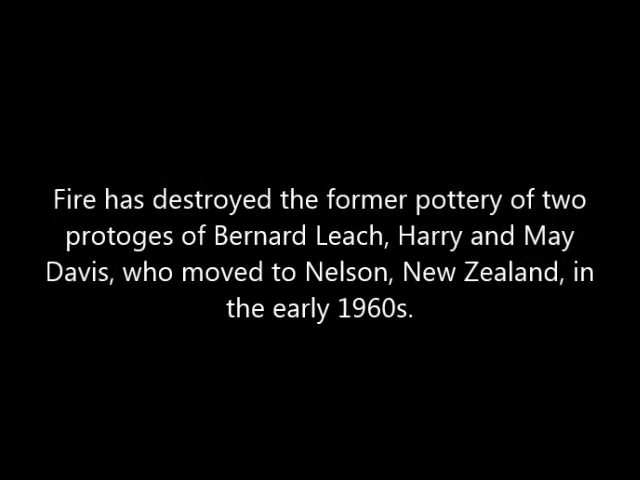 Fire has destroyed the former pottery of two
protoges of Bernard Leach, Harry and May
Davis, who moved to Nelson, New Zealand, in
the early 1960s.